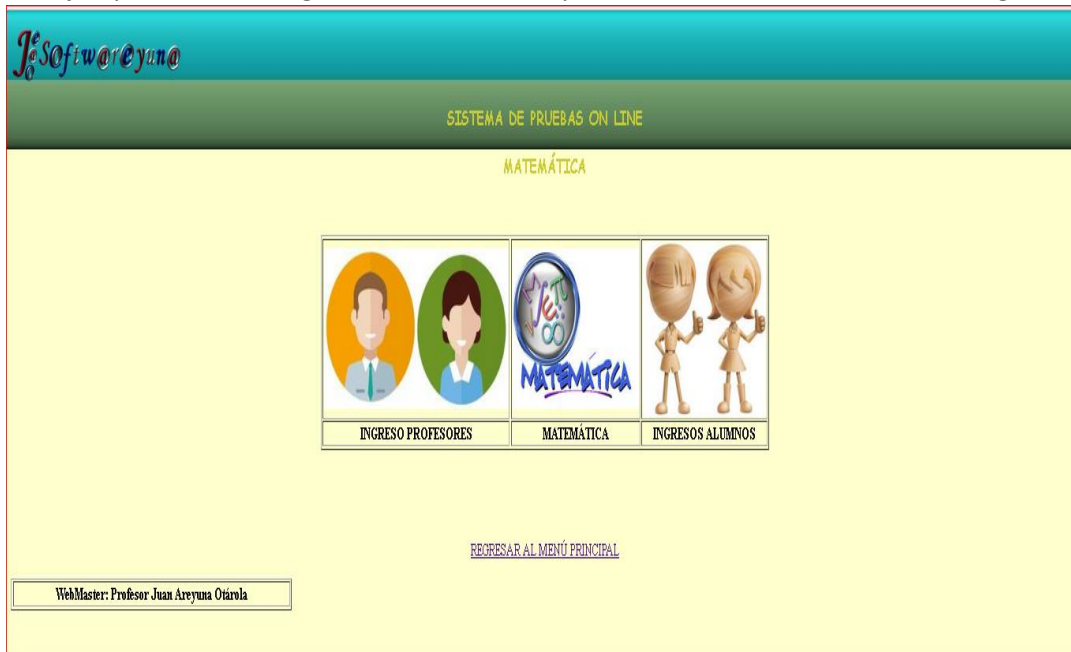 Softw@r@yun@
SISTEMA DE PRUEBAS ON LINE
MATEMÁTICA
MATEMÁTICA
INGRESO PROFESORES
MATEMÁTICA
INGRESOS ALUMNOS
REGRESAR AL MENÚ PRINCIPAL
WebMaster: Profesor Juan Areyuna Otárola